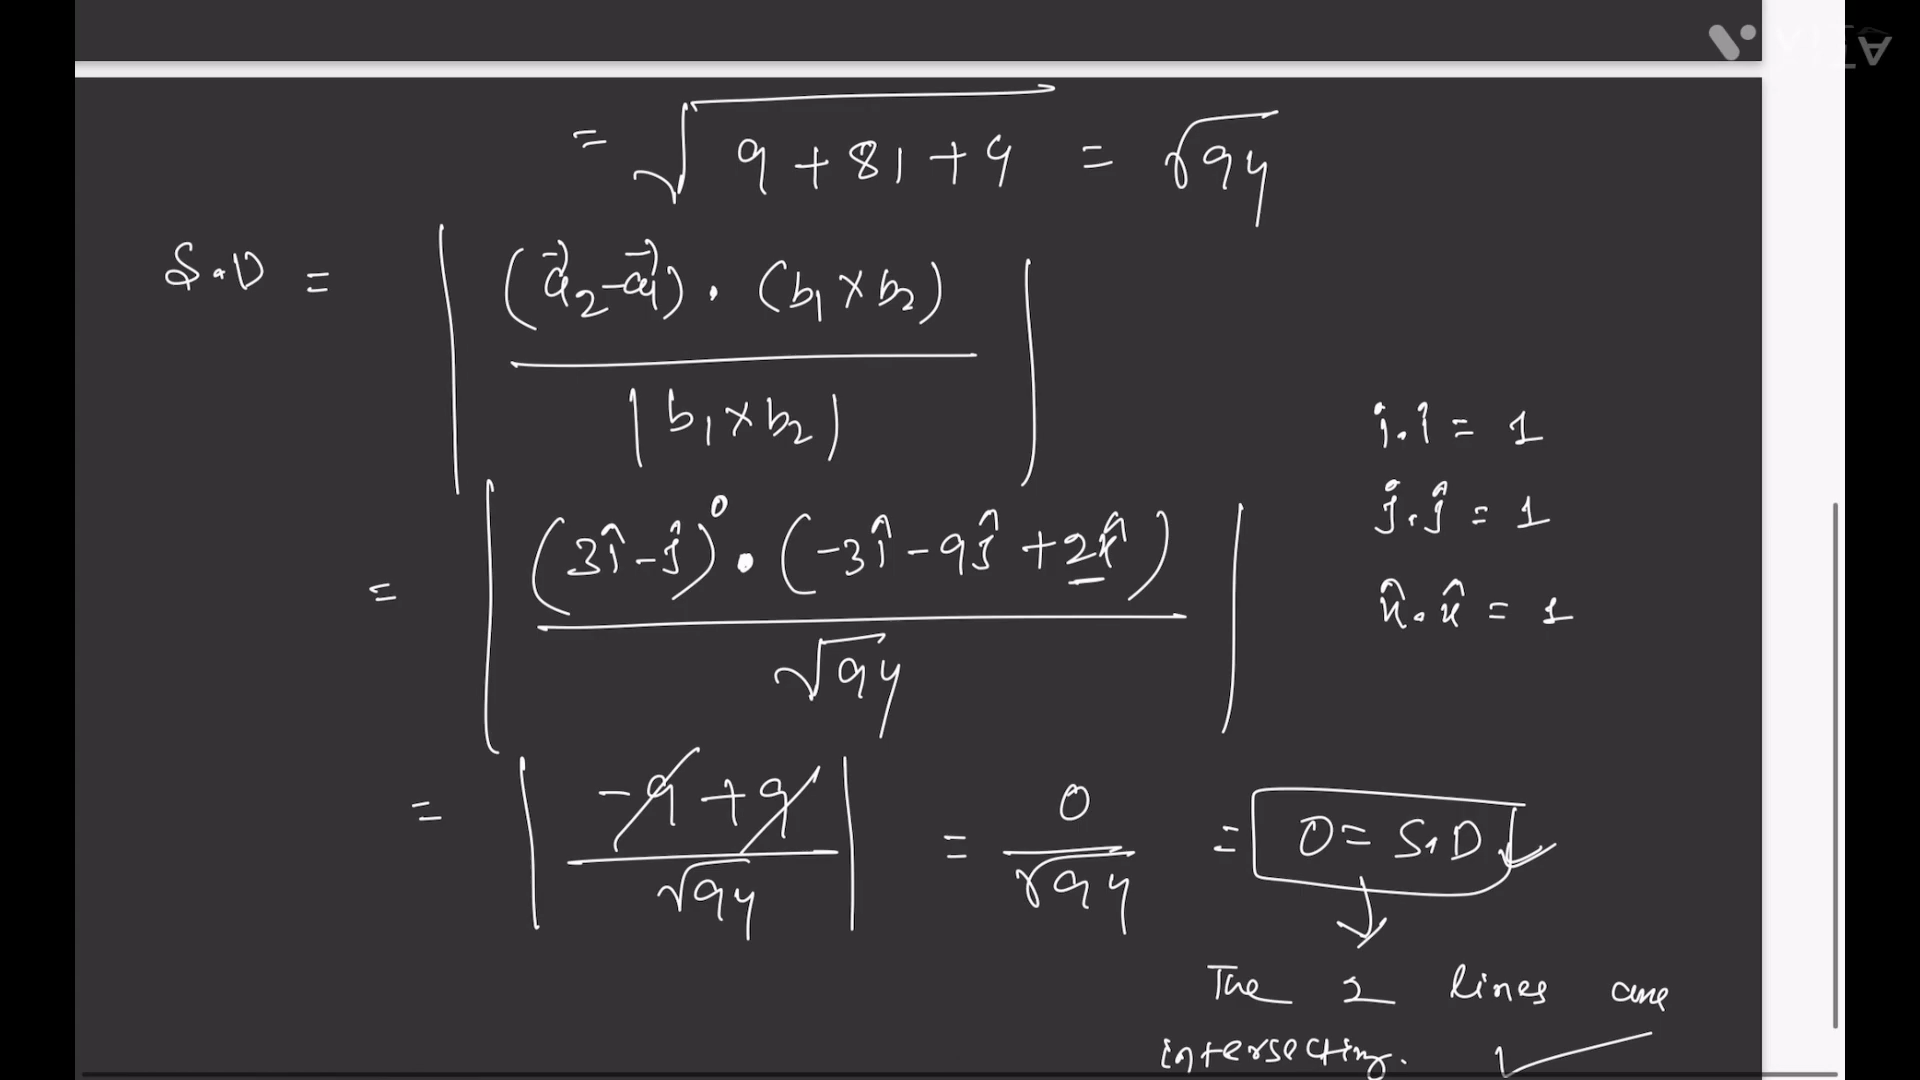 = √(9 + 81 + 4) = √94
S.D = | (a⃗₂ - a⃗₁) . (b₁ × b₂) / |b₁ × b₂| |
î.î = 1
ĵ.ĵ = 1
= | (3î - ĵ)⁰ . (-3î - 9ĵ + 2k̂) / √94 |
k̂.k̂ = 1
= | -9 + 9 / √94 | = 0 / √94 = 0 = S.D
The 2 lines are
intersecting.